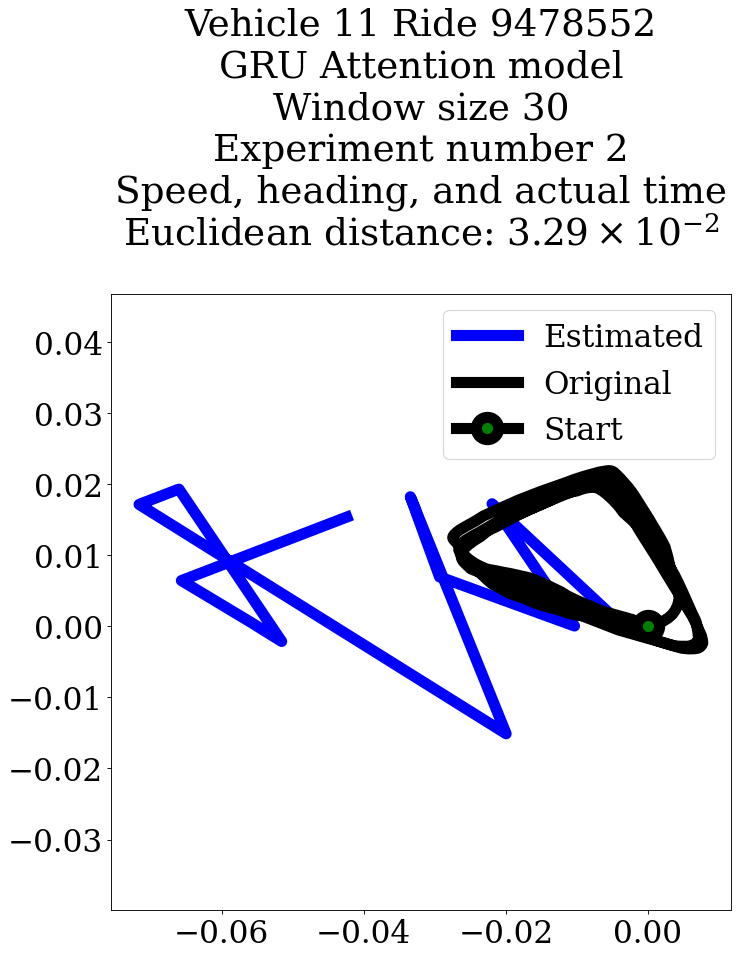 Vehicle 11 Ride 9478552
GRU Attention model
Window size 30
Experiment number 2
Speed, heading, and actual time
Euclidean distance: 3.29 × 10⁻²
Estimated
Original
Start
0.04
0.03
0.02
0.01
0.00
−0.01
−0.02
−0.03
−0.06 −0.04 −0.02 0.00